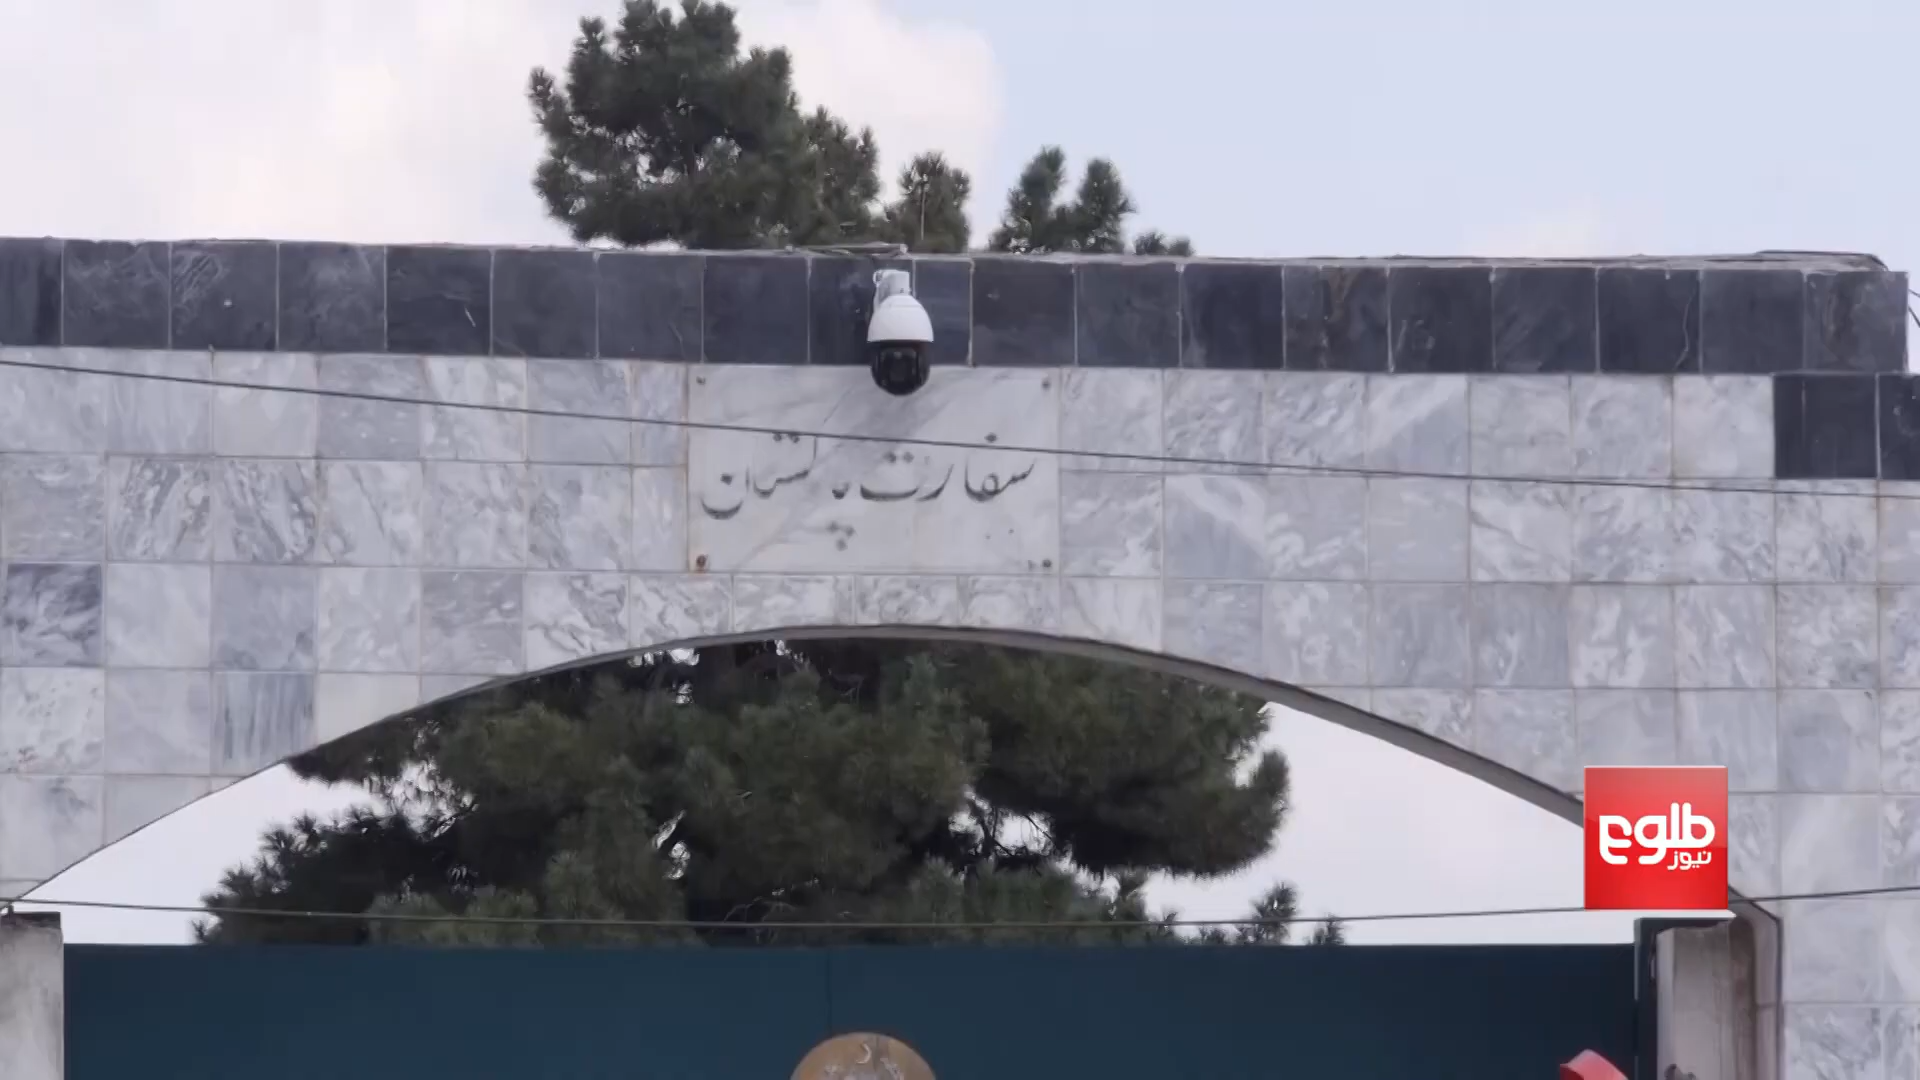 سفارت پاکستان
طلوع
نیوز